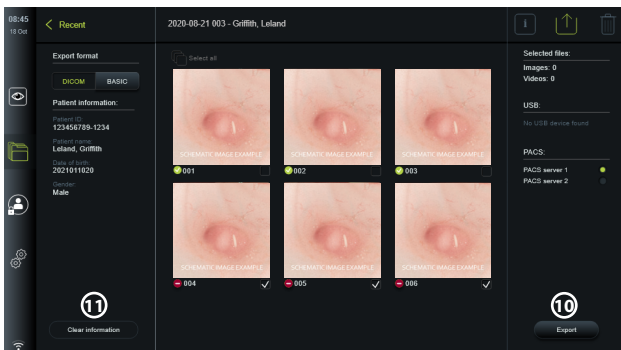 08:45
18 Oct
Recent
2020-08-21 003 - Griffith, Leland
i
Export format
DICOM
BASIC
Patient information:
Patient ID:
123456789-1234
Patient name:
Leland, Griffith
Date of birth:
2021011020
Gender:
Male
11
Clear information
Select all
SCHEMATIC IMAGE EXAMPLE
SCHEMATIC IMAGE EXAMPLE
SCHEMATIC IMAGE EXAMPLE
001
002
003
SCHEMATIC IMAGE EXAMPLE
SCHEMATIC IMAGE EXAMPLE
SCHEMATIC IMAGE EXAMPLE
004
005
006
Selected files:
Images: 0
Videos: 0
USB:
No USB device found
PACS:
PACS server 1
PACS server 2
10
Export